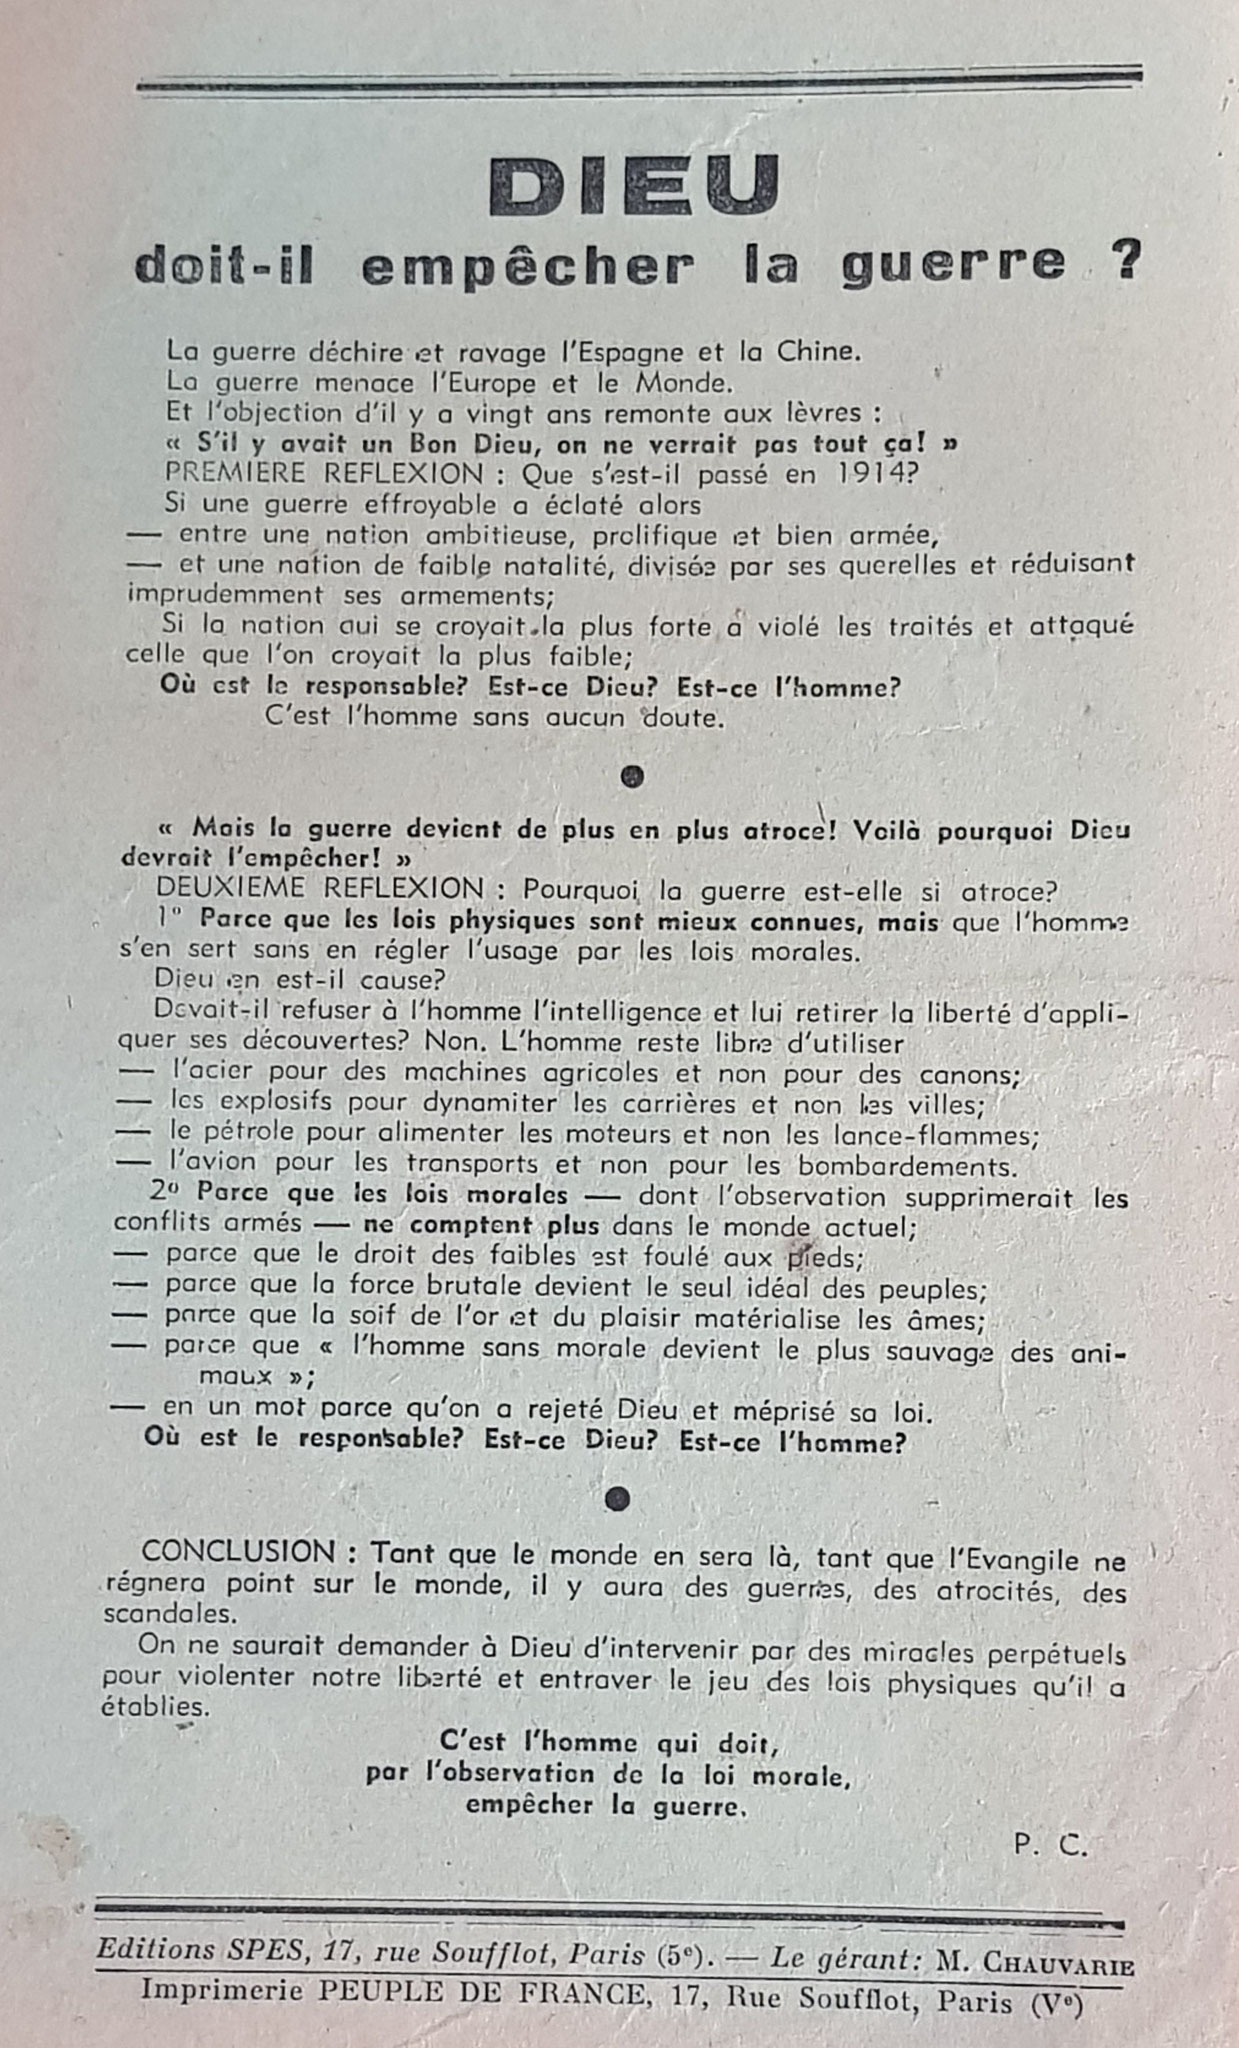 DIEU
doit-il empêcher la guerre ?
La guerre déchire et ravage l'Espagne et la Chine.
La guerre menace l'Europe et le Monde.
Et l'objection d'il y a vingt ans remonte aux lèvres :
« S'il y avait un Bon Dieu, on ne verrait pas tout ça! »
PREMIERE REFLEXION : Que s'est-il passé en 1914?
Si une guerre effroyable a éclaté alors
— entre une nation ambitieuse, prolifique et bien armée,
— et une nation de faible natalité, divisée par ses querelles et réduisant
imprudemment ses armements;
Si la nation qui se croyait la plus forte a violé les traités et attaqué
celle que l'on croyait la plus faible;
Où est le responsable? Est-ce Dieu? Est-ce l'homme?
C'est l'homme sans aucun doute.
« Mais la guerre devient de plus en plus atroce! Voilà pourquoi Dieu
devrait l'empêcher! »
DEUXIEME REFLEXION : Pourquoi la guerre est-elle si atroce?
1° Parce que les lois physiques sont mieux connues, mais que l'homme
s'en sert sans en régler l'usage par les lois morales.
Dieu en est-il cause?
Devait-il refuser à l'homme l'intelligence et lui retirer la liberté d'appli-
quer ses découvertes? Non. L'homme reste libre d'utiliser
— l'acier pour des machines agricoles et non pour des canons;
— les explosifs pour dynamiter les carrières et non les villes;
— le pétrole pour alimenter les moteurs et non les lance-flammes;
— l'avion pour les transports et non pour les bombardements.
2° Parce que les lois morales — dont l'observation supprimerait les
conflits armés — ne comptent plus dans le monde actuel;
— parce que le droit des faibles est foulé aux pieds;
— parce que la force brutale devient le seul idéal des peuples;
— parce que la soif de l'or et du plaisir matérialise les âmes;
— parce que « l'homme sans morale devient le plus sauvage des ani-
maux »;
— en un mot parce qu'on a rejeté Dieu et méprisé sa loi.
Où est le responsable? Est-ce Dieu? Est-ce l'homme?
CONCLUSION : Tant que le monde en sera là, tant que l'Evangile ne
régnera point sur le monde, il y aura des guerres, des atrocités, des
scandales.
On ne saurait demander à Dieu d'intervenir par des miracles perpétuels
pour violenter notre liberté et entraver le jeu des lois physiques qu'il a
établies.
C'est l'homme qui doit,
par l'observation de la loi morale,
empêcher la guerre.
P. C.
Editions SPES, 17, rue Soufflot, Paris (5e). — Le gérant: M. CHAUVARIE
Imprimerie PEUPLE DE FRANCE, 17, Rue Soufflot, Paris (Ve)